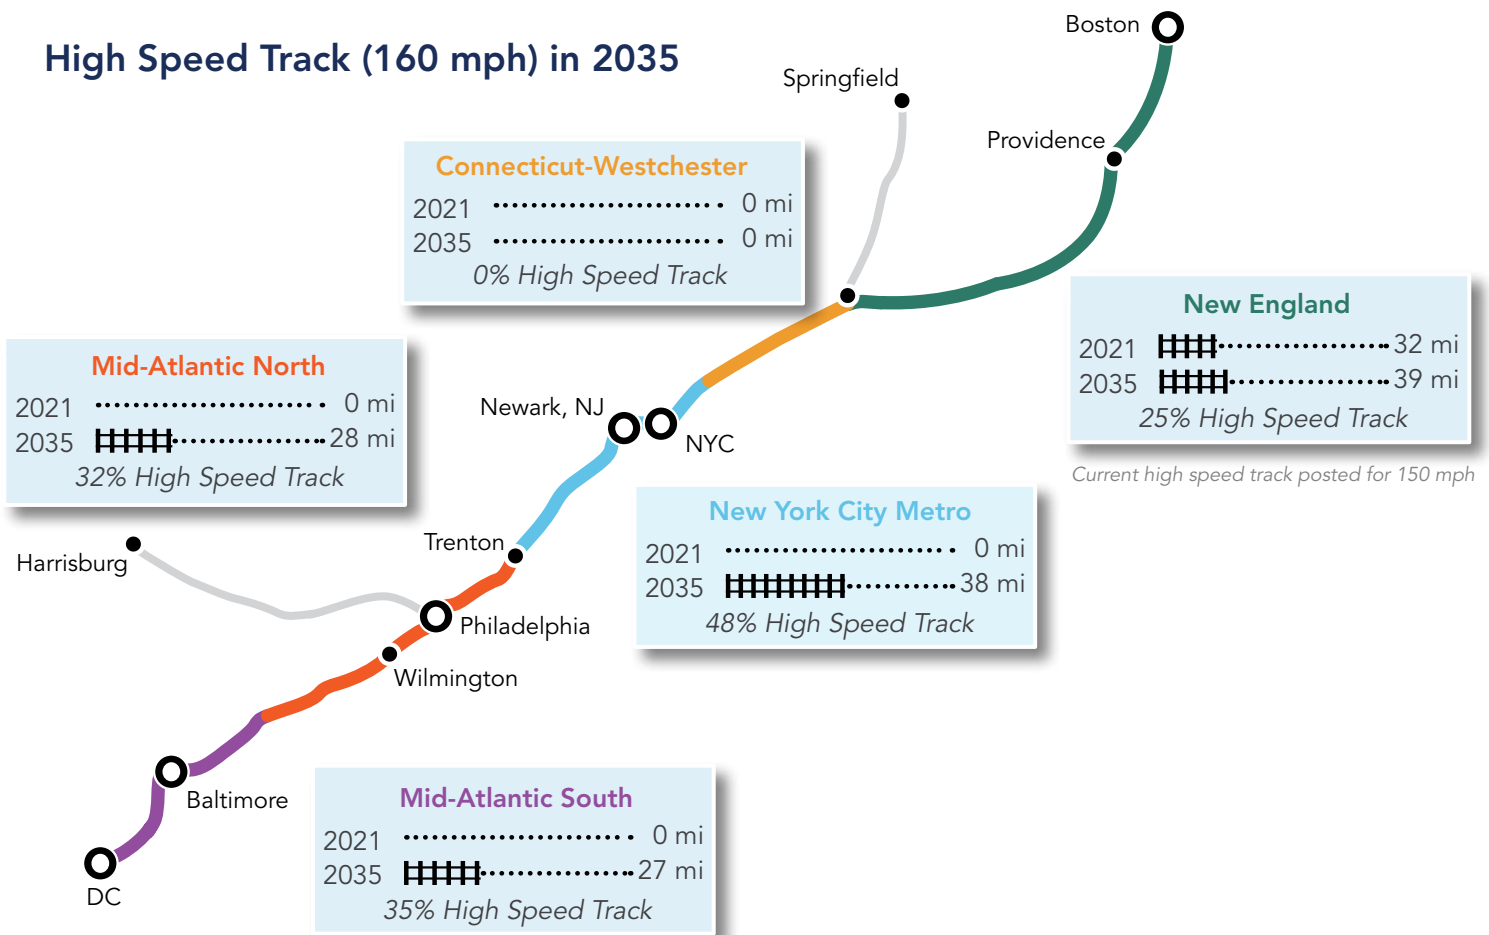 High Speed Track (160 mph) in 2035
Boston
Springfield
Providence
Connecticut-Westchester
2021 0 mi
2035 0 mi
0% High Speed Track
New England
2021 32 mi
2035 39 mi
25% High Speed Track
Current high speed track posted for 150 mph
Mid-Atlantic North
2021 0 mi
2035 28 mi
32% High Speed Track
Newark, NJ
NYC
New York City Metro
2021 0 mi
2035 38 mi
48% High Speed Track
Trenton
Harrisburg
Philadelphia
Wilmington
Baltimore
Mid-Atlantic South
2021 0 mi
2035 27 mi
35% High Speed Track
DC